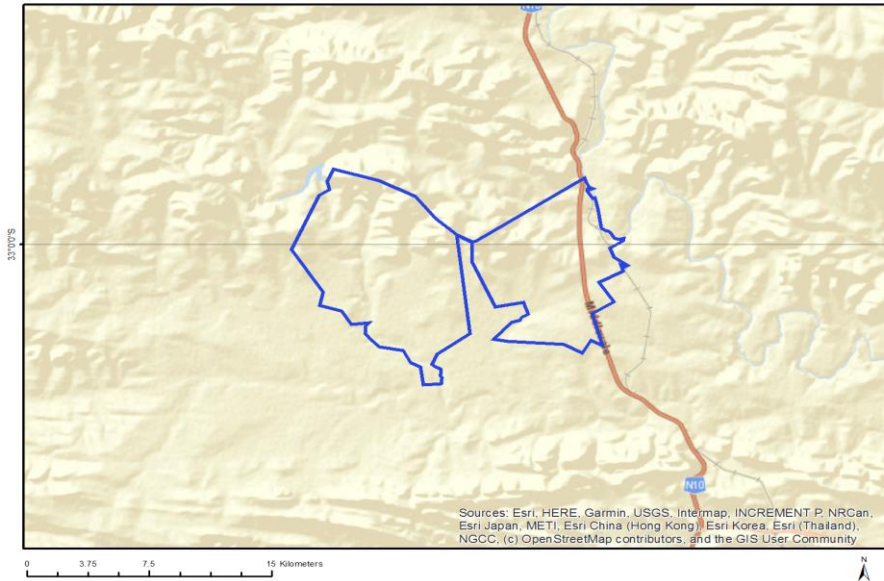 33°0'0"S
N10
Sources: Esri, HERE, Garmin, USGS, Intermap, INCREMENT P, NRCan,
Esri Japan, METI, Esri China (Hong Kong), Esri Korea, Esri (Thailand),
NGCC, (c) OpenStreetMap contributors, and the GIS User Community
0 3.75 7.5 15 Kilometers
N